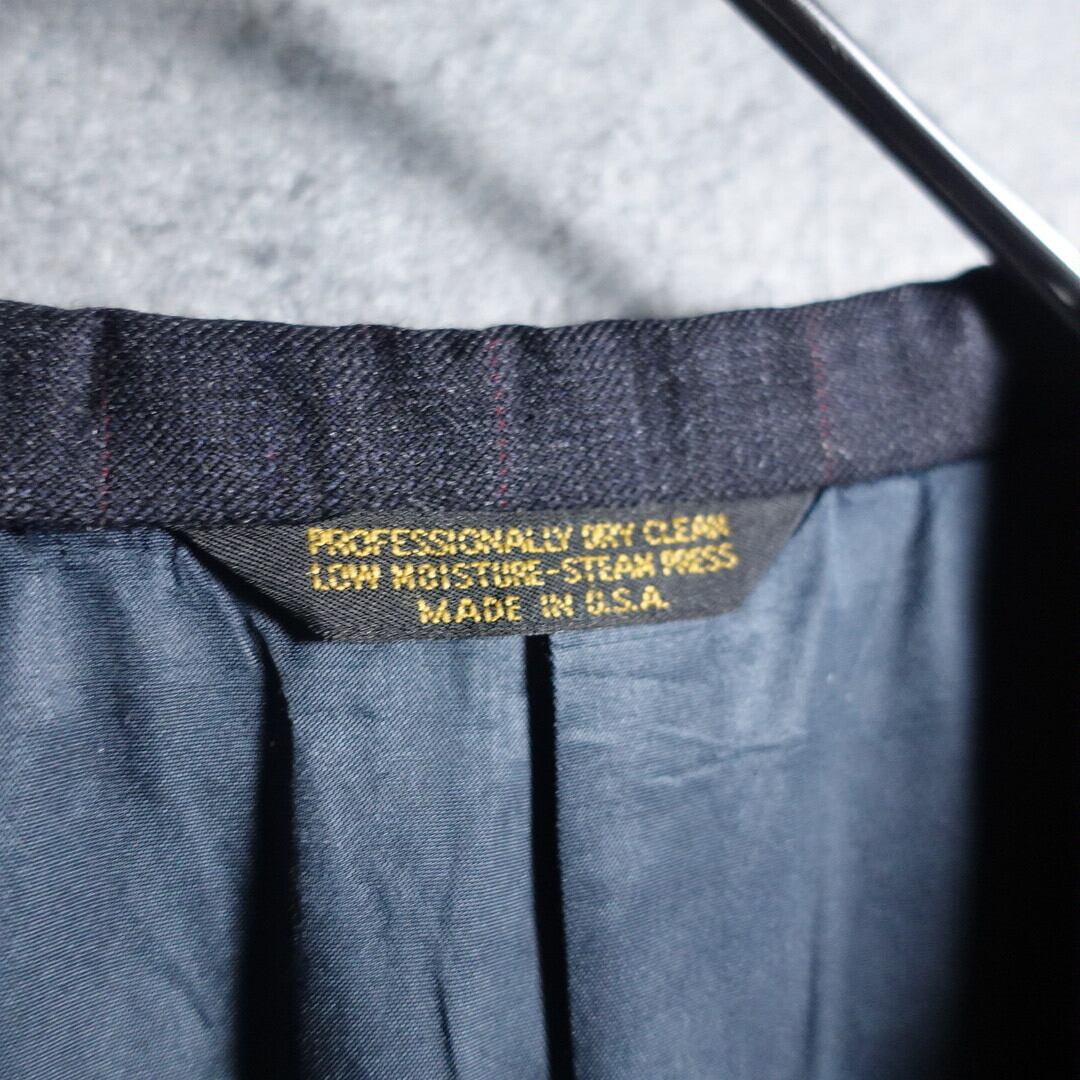 PROFESSIONALLY DRY CLEAN
LOW MOISTURE-STEAM PRESS
MADE IN U.S.A.